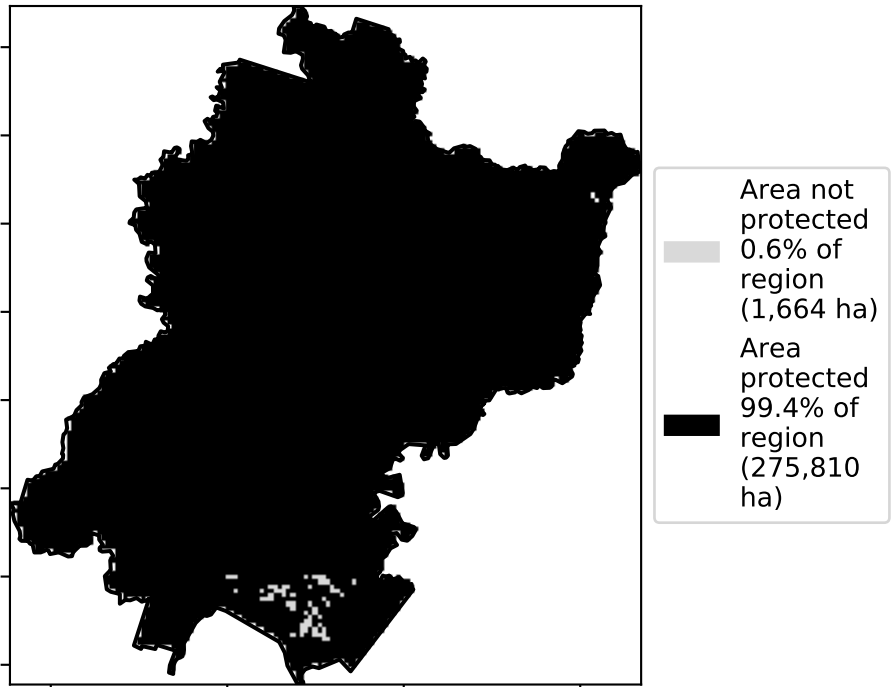 Area not
protected
0.6% of
region
(1,664 ha)
Area
protected
99.4% of
region
(275,810
ha)